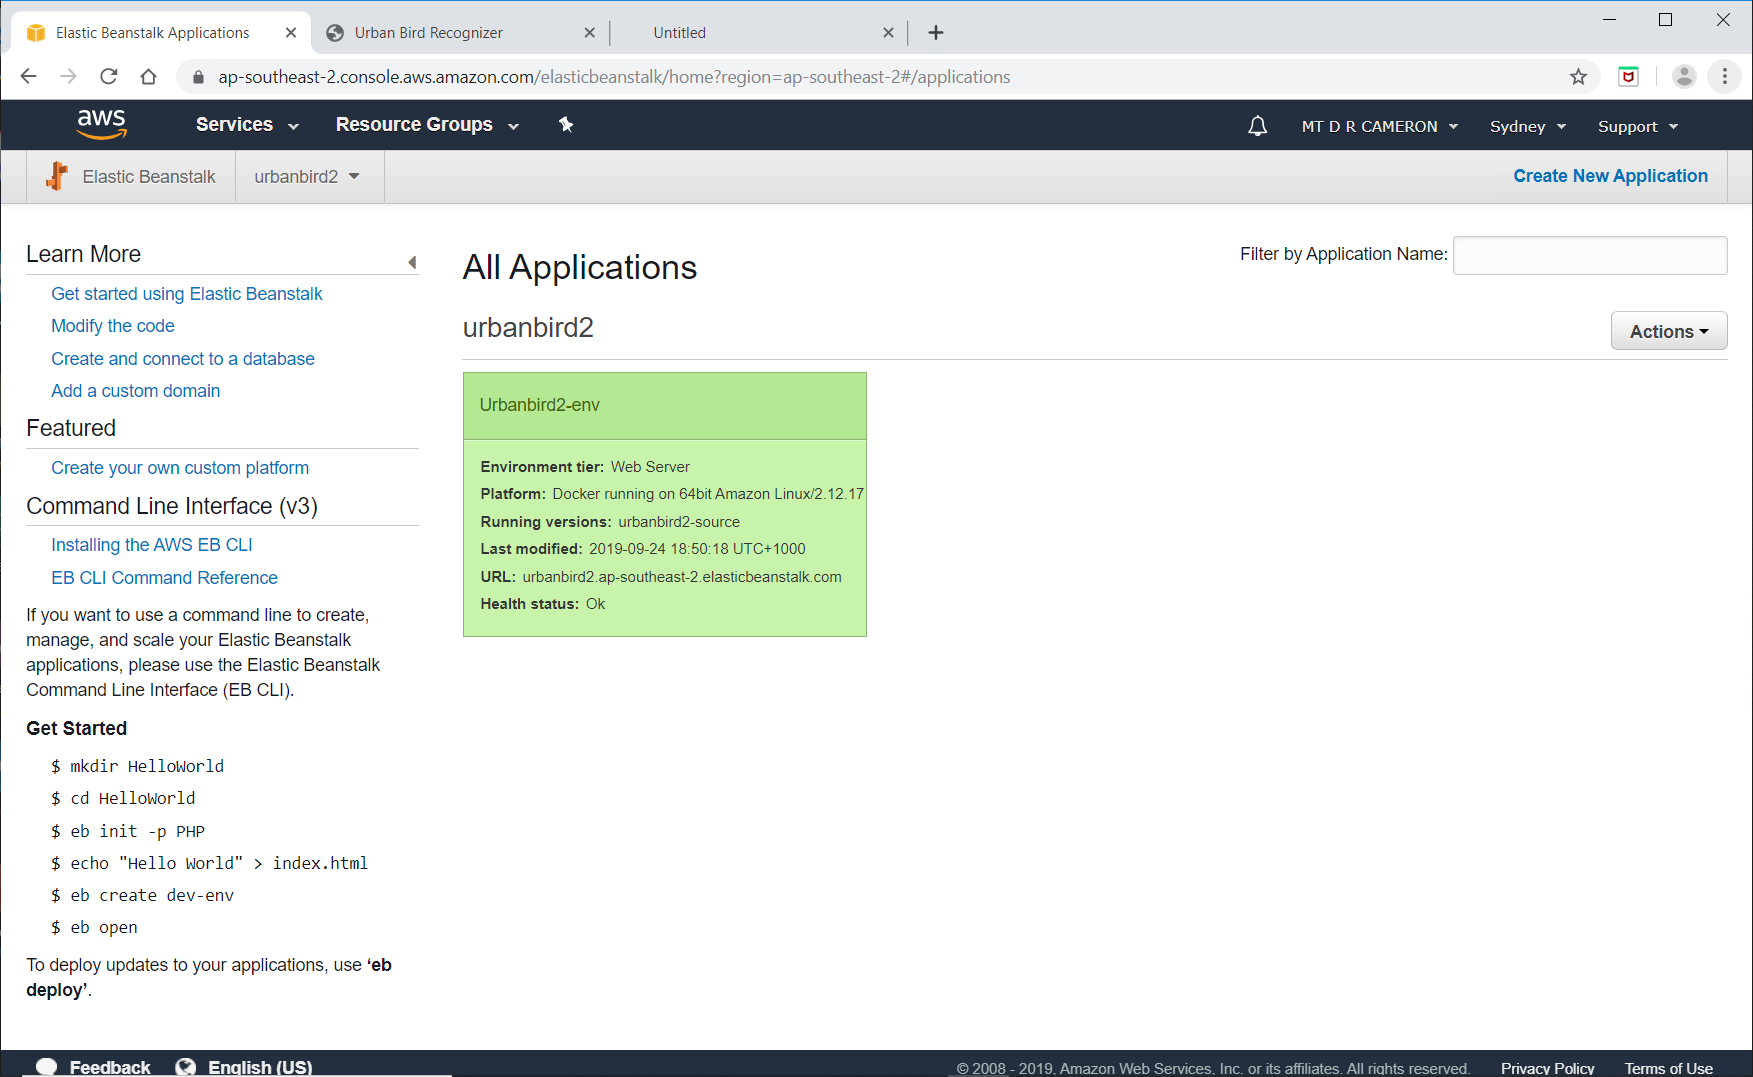 Elastic Beanstalk Applications
Urban Bird Recognizer
Untitled
ap-southeast-2.console.aws.amazon.com/elasticbeanstalk/home?region=ap-southeast-2#/applications
aws
Services
Resource Groups
MT D R CAMERON
Sydney
Support
Elastic Beanstalk
urbanbird2
Create New Application
Learn More
Get started using Elastic Beanstalk
Modify the code
Create and connect to a database
Add a custom domain
Featured
Create your own custom platform
Command Line Interface (v3)
Installing the AWS EB CLI
EB CLI Command Reference
If you want to use a command line to create,
manage, and scale your Elastic Beanstalk
applications, please use the Elastic Beanstalk
Command Line Interface (EB CLI).
Get Started
$ mkdir HelloWorld
$ cd HelloWorld
$ eb init -p PHP
$ echo "Hello World" > index.html
$ eb create dev-env
$ eb open
To deploy updates to your applications, use ‘eb
deploy’.
All Applications
Filter by Application Name:
urbanbird2
Actions
Urbanbird2-env
Environment tier: Web Server
Platform: Docker running on 64bit Amazon Linux/2.12.17
Running versions: urbanbird2-source
Last modified: 2019-09-24 18:50:18 UTC+1000
URL: urbanbird2.ap-southeast-2.elasticbeanstalk.com
Health status: Ok
Feedback
English (US)
© 2008 - 2019, Amazon Web Services, Inc. or its affiliates. All rights reserved.
Privacy Policy
Terms of Use